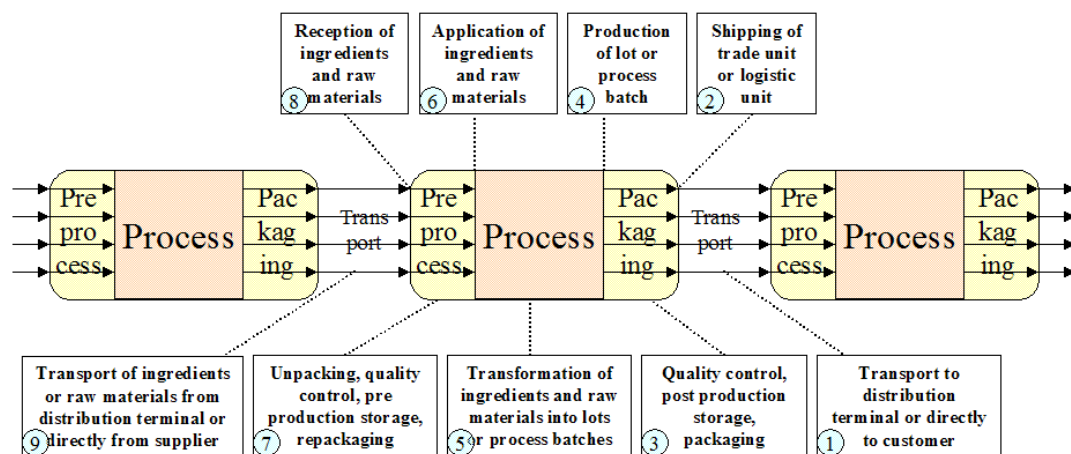 Reception of
ingredients
and raw
materials
8
Application of
ingredients
and raw
materials
6
Production
of lot or
process
batch
4
Shipping of
trade unit
or logistic
unit
2
Pre
pro
cess
Process
Pac
kag
ing
Trans
port
Pre
pro
cess
Process
Pac
kag
ing
Trans
port
Pre
pro
cess
Process
Pac
kag
ing
Transport of ingredients
or raw materials from
distribution terminal or
directly from supplier
9
Unpacking, quality
control, pre
production storage,
repackaging
7
Transformation of
ingredients and raw
materials into lots
or process batches
5
Quality control,
post production
storage,
packaging
3
Transport to
distribution
terminal or directly
to customer
1